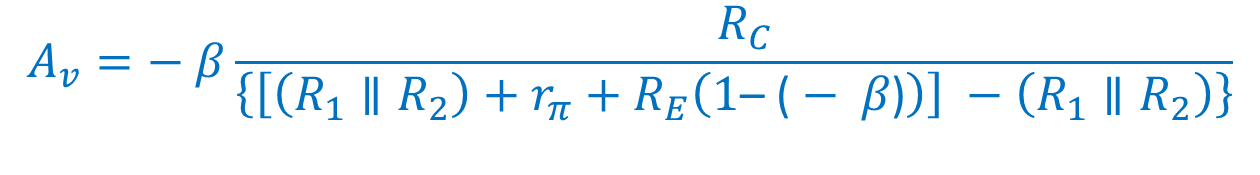 A_v = − β R_C / {[(R_1 ∥ R_2) + r_π + R_E(1−(− β))] − (R_1 ∥ R_2)}